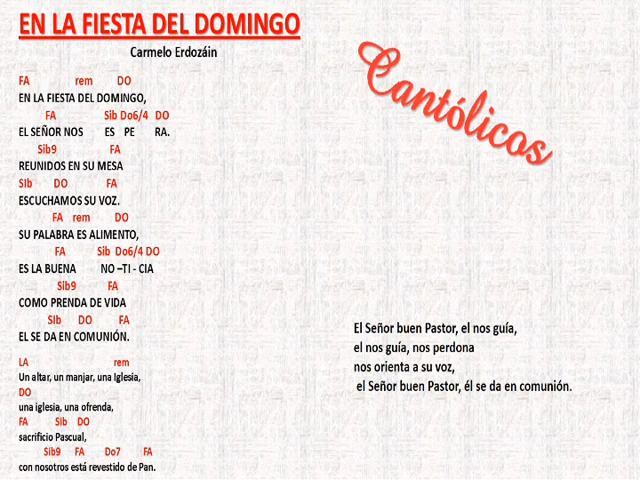 EN LA FIESTA DEL DOMINGO
Carmelo Erdozáin
FA rem DO
EN LA FIESTA DEL DOMINGO,
FA Sib Do6/4 DO
EL SEÑOR NOS ES PE RA.
Sib9 FA
REUNIDOS EN SU MESA
SIb DO FA
ESCUCHAMOS SU VOZ.
FA rem DO
SU PALABRA ES ALIMENTO,
FA Sib Do6/4 DO
ES LA BUENA NO –TI - CIA
Sib9 FA
COMO PRENDA DE VIDA
SIb DO FA
EL SE DA EN COMUNIÓN.
LA rem
Un altar, un manjar, una Iglesia,
DO
una iglesia, una ofrenda,
FA SIb DO
sacrificio Pascual,
Sib9 FA Do7 FA
con nosotros está revestido de Pan.
Cantólicos
El Señor buen Pastor, el nos guía,
el nos guía, nos perdona
nos orienta a su voz,
el Señor buen Pastor, él se da en comunión.